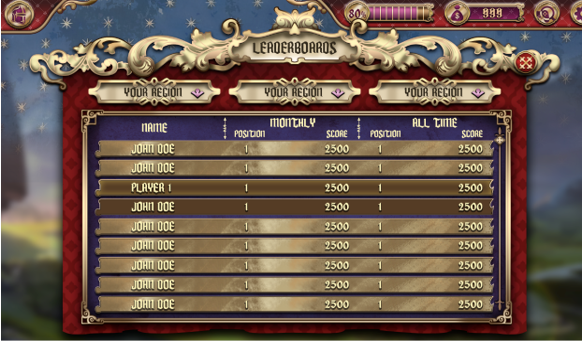 80
999
LEADERBOARDS
YOUR REGION YOUR REGION YOUR REGION
NAME MONTHLY ALL TIME
POSITION SCORE POSITION SCORE
JOHN DOE 1 2500 1 2500
JOHN DOE 1 2500 1 2500
PLAYER 1 1 2500 1 2500
JOHN DOE 1 2500 1 2500
JOHN DOE 1 2500 1 2500
JOHN DOE 1 2500 1 2500
JOHN DOE 1 2500 1 2500
JOHN DOE 1 2500 1 2500
JOHN DOE 1 2500 1 2500